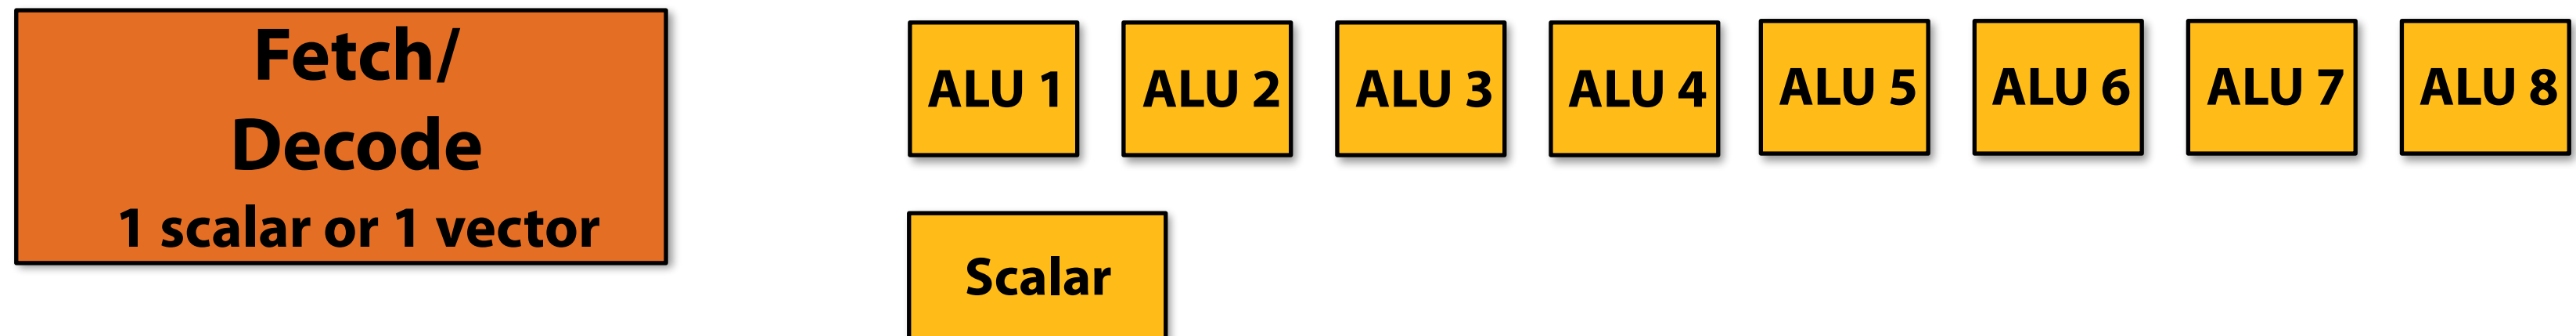 Fetch/
Decode
1 scalar or 1 vector
ALU 1
ALU 2
ALU 3
ALU 4
ALU 5
ALU 6
ALU 7
ALU 8
Scalar